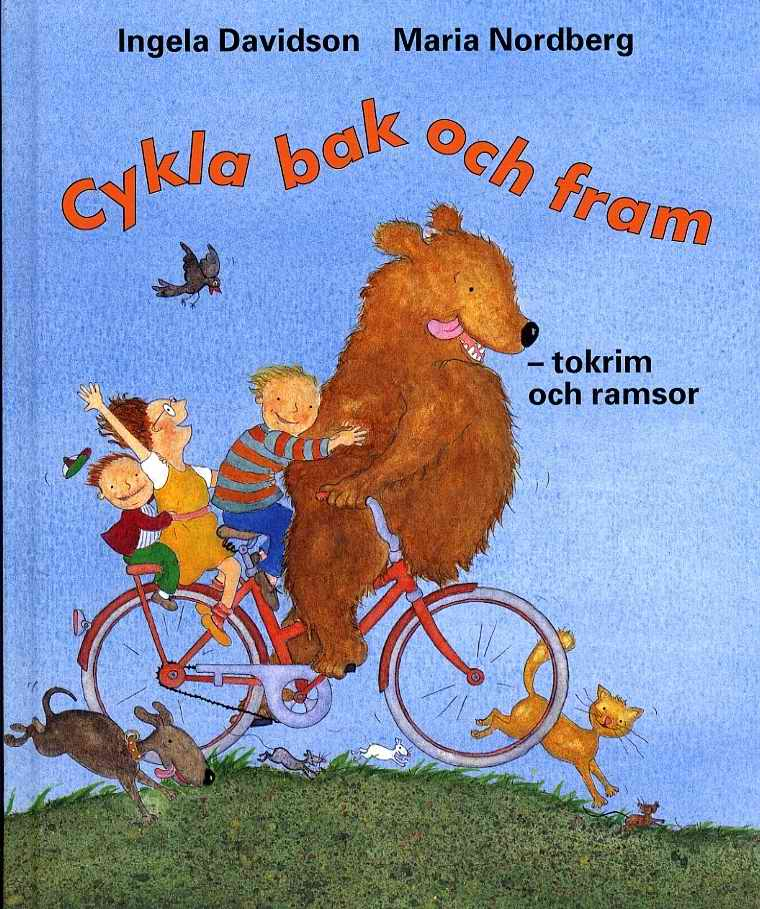 Ingela Davidson Maria Nordberg
Cykla bak och fram
– tokrim
och ramsor